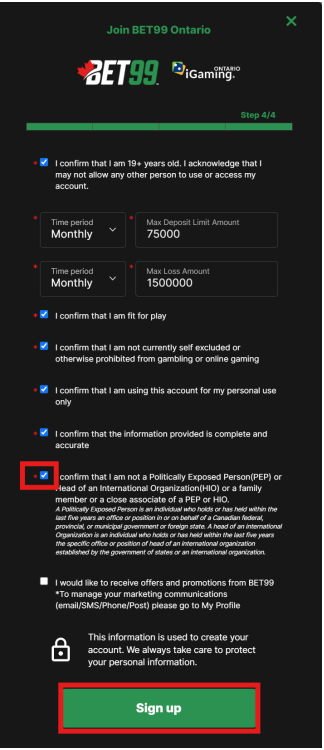 Join BET99 Ontario
×
BET99.
iGaming
ONTARIO
Step 4/4
* I confirm that I am 19+ years old. I acknowledge that I
may not allow any other person to use or access my
account.
* Time period
Monthly
* Max Deposit Limit Amount
75000
* Time period
Monthly
* Max Loss Amount
1500000
* I confirm that I am fit for play
* I confirm that I am not currently self excluded or
otherwise prohibited from gambling or online gaming
* I confirm that I am using this account for my personal use
only
* I confirm that the information provided is complete and
accurate
* I confirm that I am not a Politically Exposed Person(PEP) or
Head of an International Organization(HIO) or a family
member or a close associate of a PEP or HIO.
A Politically Exposed Person is an individual who holds or has held within the
last five years an office or position in or on behalf of a Canadian federal,
provincial, or municipal government or foreign state. A head of an international
Organization is an individual who holds or has held within the last five years
the specific office or position of head of an international organization
established by the government of states or an international organization.
I would like to receive offers and promotions from BET99
*To manage your marketing communications
(email/SMS/Phone/Post) please go to My Profile
This information is used to create your
account. We always take care to protect
your personal information.
Sign up